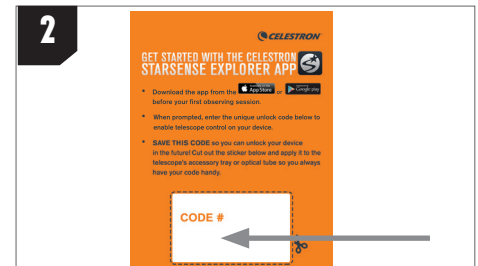 2
CELESTRON
GET STARTED WITH THE CELESTRON
STARSENSE EXPLORER APP
• Download the app from the App Store or Google play
before your first observing session.
• When prompted, enter the unique unlock code below to
enable telescope control on your device.
• SAVE THIS CODE so you can unlock your device
in the future! Cut out the sticker below and apply it to the
telescope's accessory tray or optical tube so you always
have your code handy.
CODE #